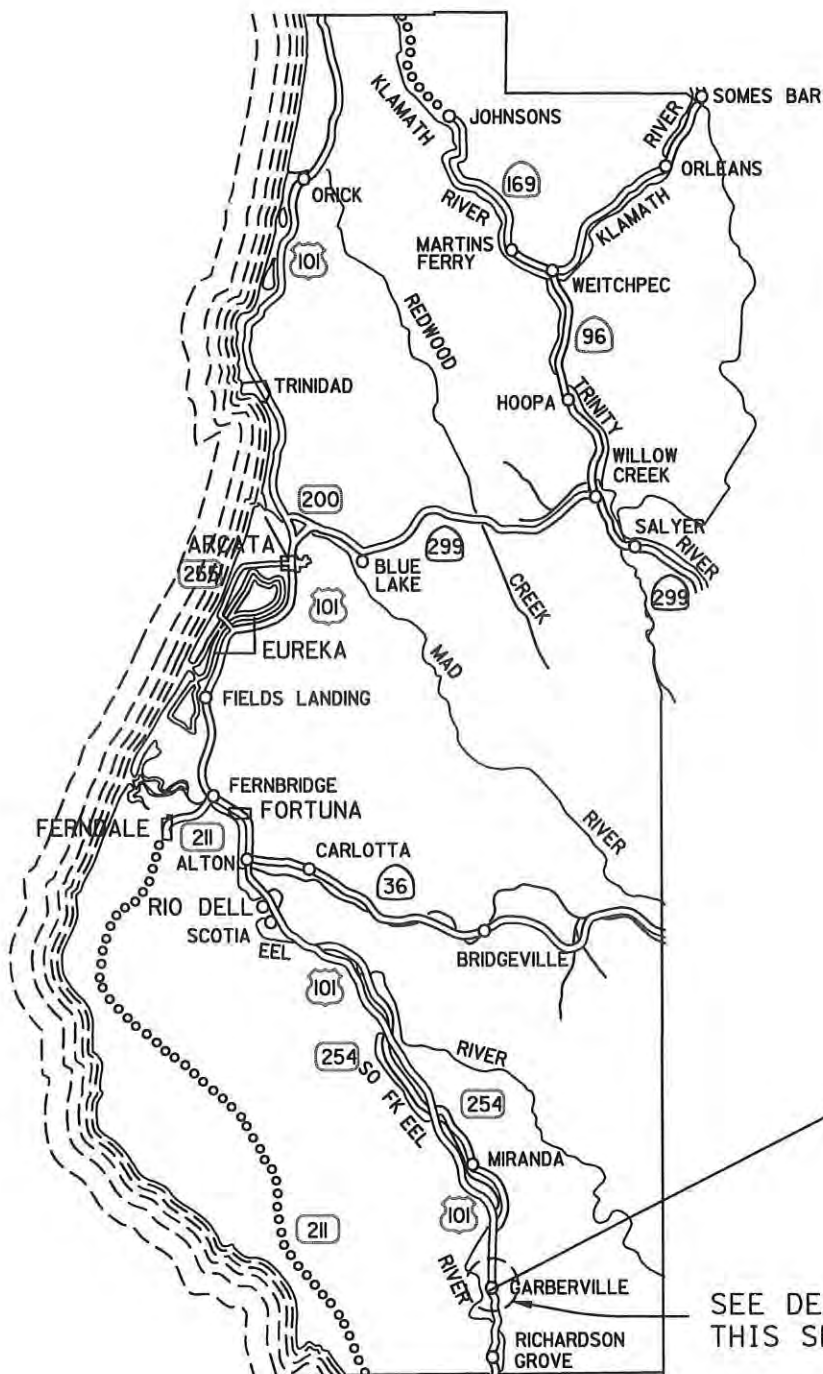 KLAMATH
JOHNSONS
SOMES BAR
RIVER
ORLEANS
ORICK
169
RIVER
KLAMATH
101
MARTINS
FERRY
WEITCHPEC
REDWOOD
96
TRINIDAD
HOOPA
TRINITY
WILLOW
CREEK
200
SALYER
ARCATA
299
RIVER
255
BLUE
LAKE
CREEK
299
101
MAD
EUREKA
FIELDS LANDING
FERNBRIDGE
FORTUNA
FERNDALE
211
RIVER
ALTON
CARLOTTA
36
RIO DELL
SCOTIA
EEL
BRIDGEVILLE
101
RIVER
254
SO FK EEL
254
MIRANDA
101
211
RIVER
GARBERVILLE
SEE
THIS
RICHARDSON
GROVE